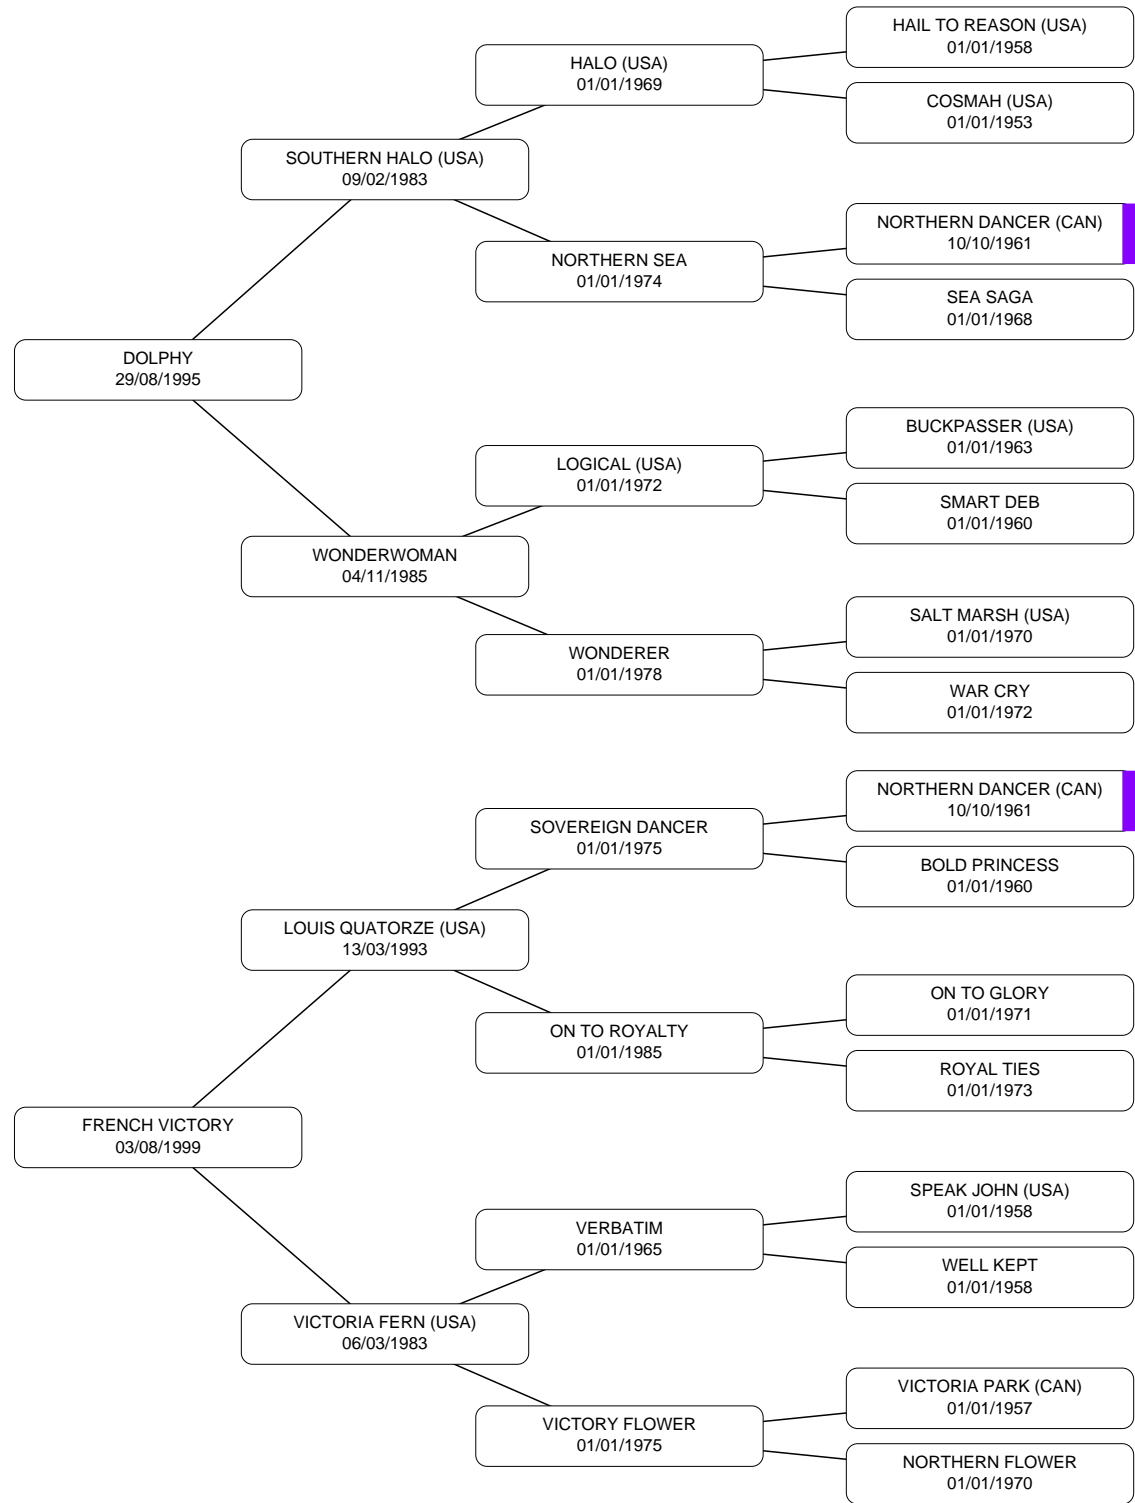 HAIL TO REASON (USA)
01/01/1958
HALO (USA)
01/01/1969
COSMAH (USA)
01/01/1953
SOUTHERN HALO (USA)
09/02/1983
NORTHERN DANCER (CAN)
10/10/1961
NORTHERN SEA
01/01/1974
SEA SAGA
01/01/1968
DOLPHY
29/08/1995
BUCKPASSER (USA)
01/01/1963
LOGICAL (USA)
01/01/1972
SMART DEB
01/01/1960
WONDERWOMAN
04/11/1985
SALT MARSH (USA)
01/01/1970
WONDERER
01/01/1978
WAR CRY
01/01/1972
NORTHERN DANCER (CAN)
10/10/1961
SOVEREIGN DANCER
01/01/1975
BOLD PRINCESS
01/01/1960
LOUIS QUATORZE (USA)
13/03/1993
ON TO GLORY
01/01/1971
ON TO ROYALTY
01/01/1985
ROYAL TIES
01/01/1973
FRENCH VICTORY
03/08/1999
SPEAK JOHN (USA)
01/01/1958
VERBATIM
01/01/1965
WELL KEPT
01/01/1958
VICTORIA FERN (USA)
06/03/1983
VICTORIA PARK (CAN)
01/01/1957
VICTORY FLOWER
01/01/1975
NORTHERN FLOWER
01/01/1970